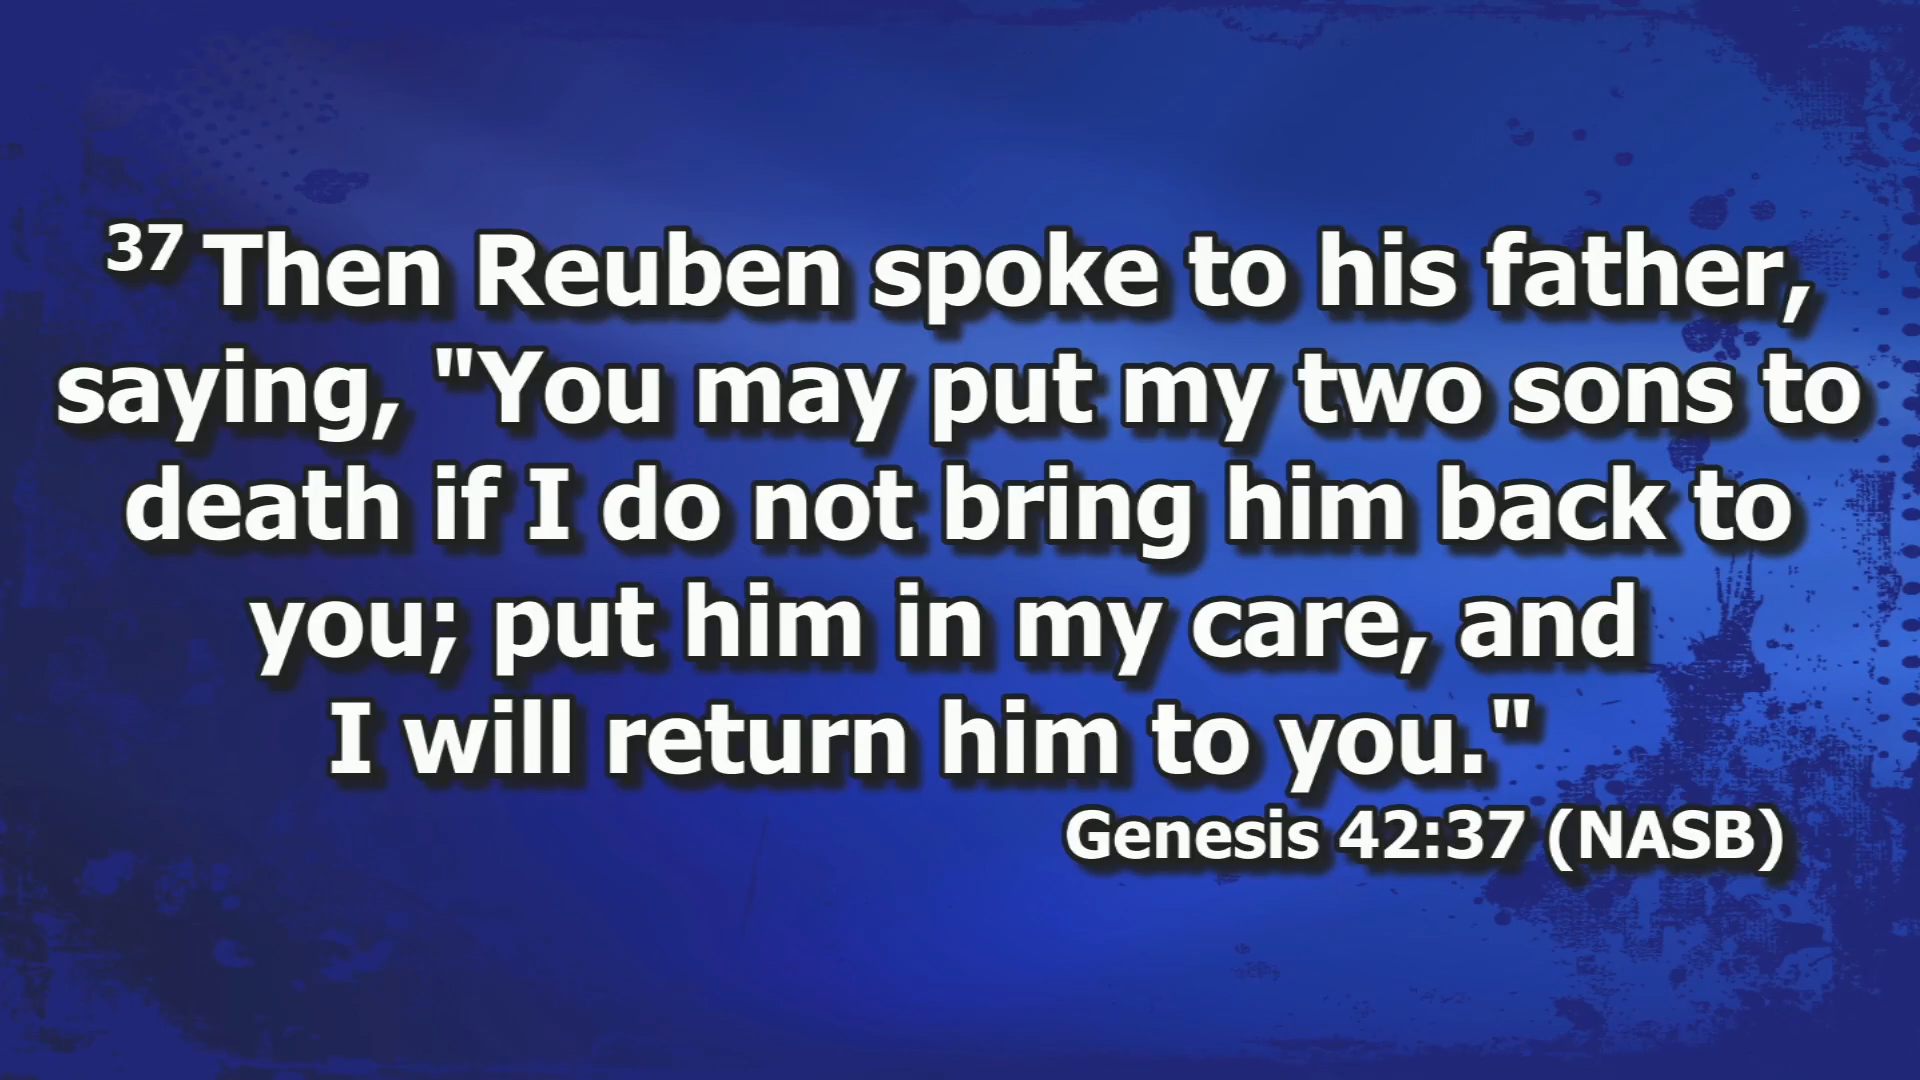 37 Then Reuben spoke to his father,
saying, "You may put my two sons to
death if I do not bring him back to
you; put him in my care, and
I will return him to you."
Genesis 42:37 (NASB)